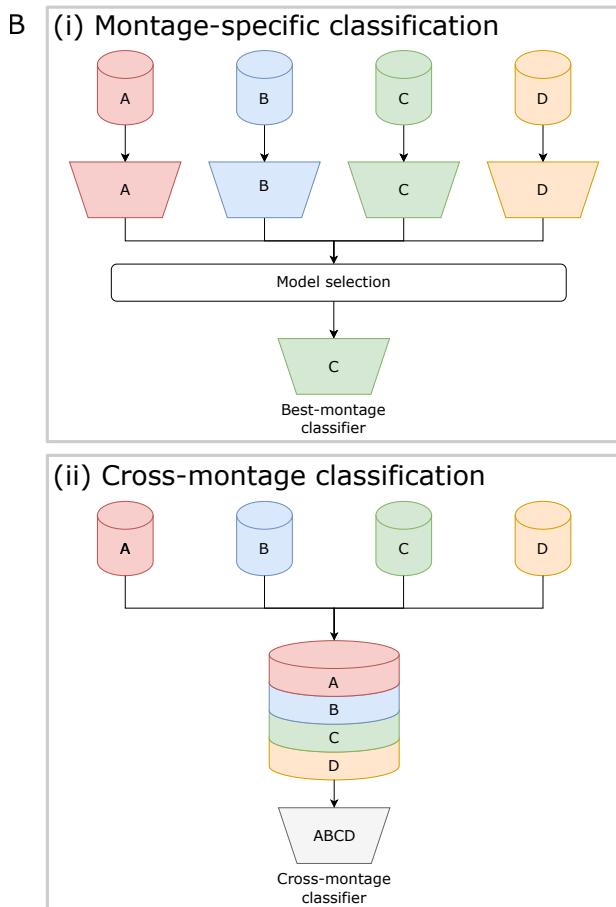 B
(i) Montage-specific classification
A B C D
A B C D
Model selection
C
Best-montage
classifier
(ii) Cross-montage classification
A B C D
A
B
C
D
ABCD
Cross-montage
classifier